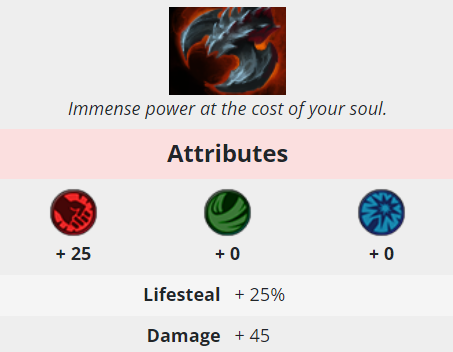 Immense power at the cost of your soul.
Attributes
+ 25 + 0 + 0
Lifesteal + 25%
Damage + 45